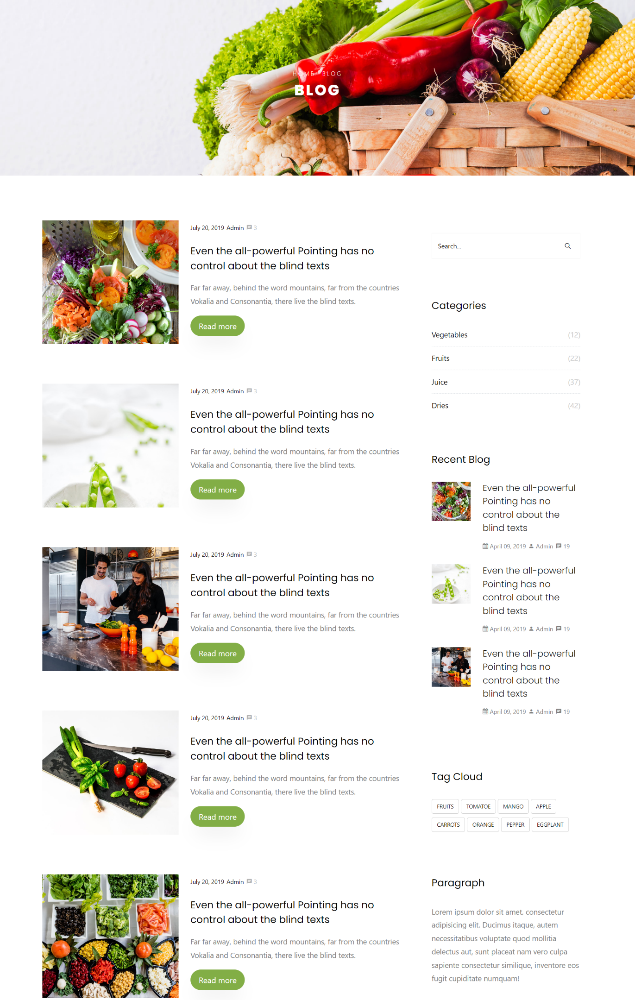 HOME BLOG
BLOG
July 20, 2019 Admin 3
Even the all-powerful Pointing has no
control about the blind texts
Far far away, behind the word mountains, far from the countries
Vokalia and Consonantia, there live the blind texts.
Read more
July 20, 2019 Admin 3
Even the all-powerful Pointing has no
control about the blind texts
Far far away, behind the word mountains, far from the countries
Vokalia and Consonantia, there live the blind texts.
Read more
July 20, 2019 Admin 3
Even the all-powerful Pointing has no
control about the blind texts
Far far away, behind the word mountains, far from the countries
Vokalia and Consonantia, there live the blind texts.
Read more
July 20, 2019 Admin 3
Even the all-powerful Pointing has no
control about the blind texts
Far far away, behind the word mountains, far from the countries
Vokalia and Consonantia, there live the blind texts.
Read more
July 20, 2019 Admin 3
Even the all-powerful Pointing has no
control about the blind texts
Far far away, behind the word mountains, far from the countries
Vokalia and Consonantia, there live the blind texts.
Read more
Search...
Categories
Vegetables (12)
Fruits (22)
Juice (37)
Dries (42)
Recent Blog
Even the all-powerful
Pointing has no
control about the
blind texts
April 09, 2019 Admin 19
Even the all-powerful
Pointing has no
control about the
blind texts
April 09, 2019 Admin 19
Even the all-powerful
Pointing has no
control about the
blind texts
April 09, 2019 Admin 19
Tag Cloud
FRUITS TOMATOE MANGO APPLE
CARROTS ORANGE PEPPER EGGPLANT
Paragraph
Lorem ipsum dolor sit amet, consectetur
adipisicing elit. Ducimus itaque, autem
necessitatibus voluptate quod mollitia
delectus aut, sunt placeat nam vero culpa
sapiente consectetur similique, inventore eos
fugit cupiditate numquam!